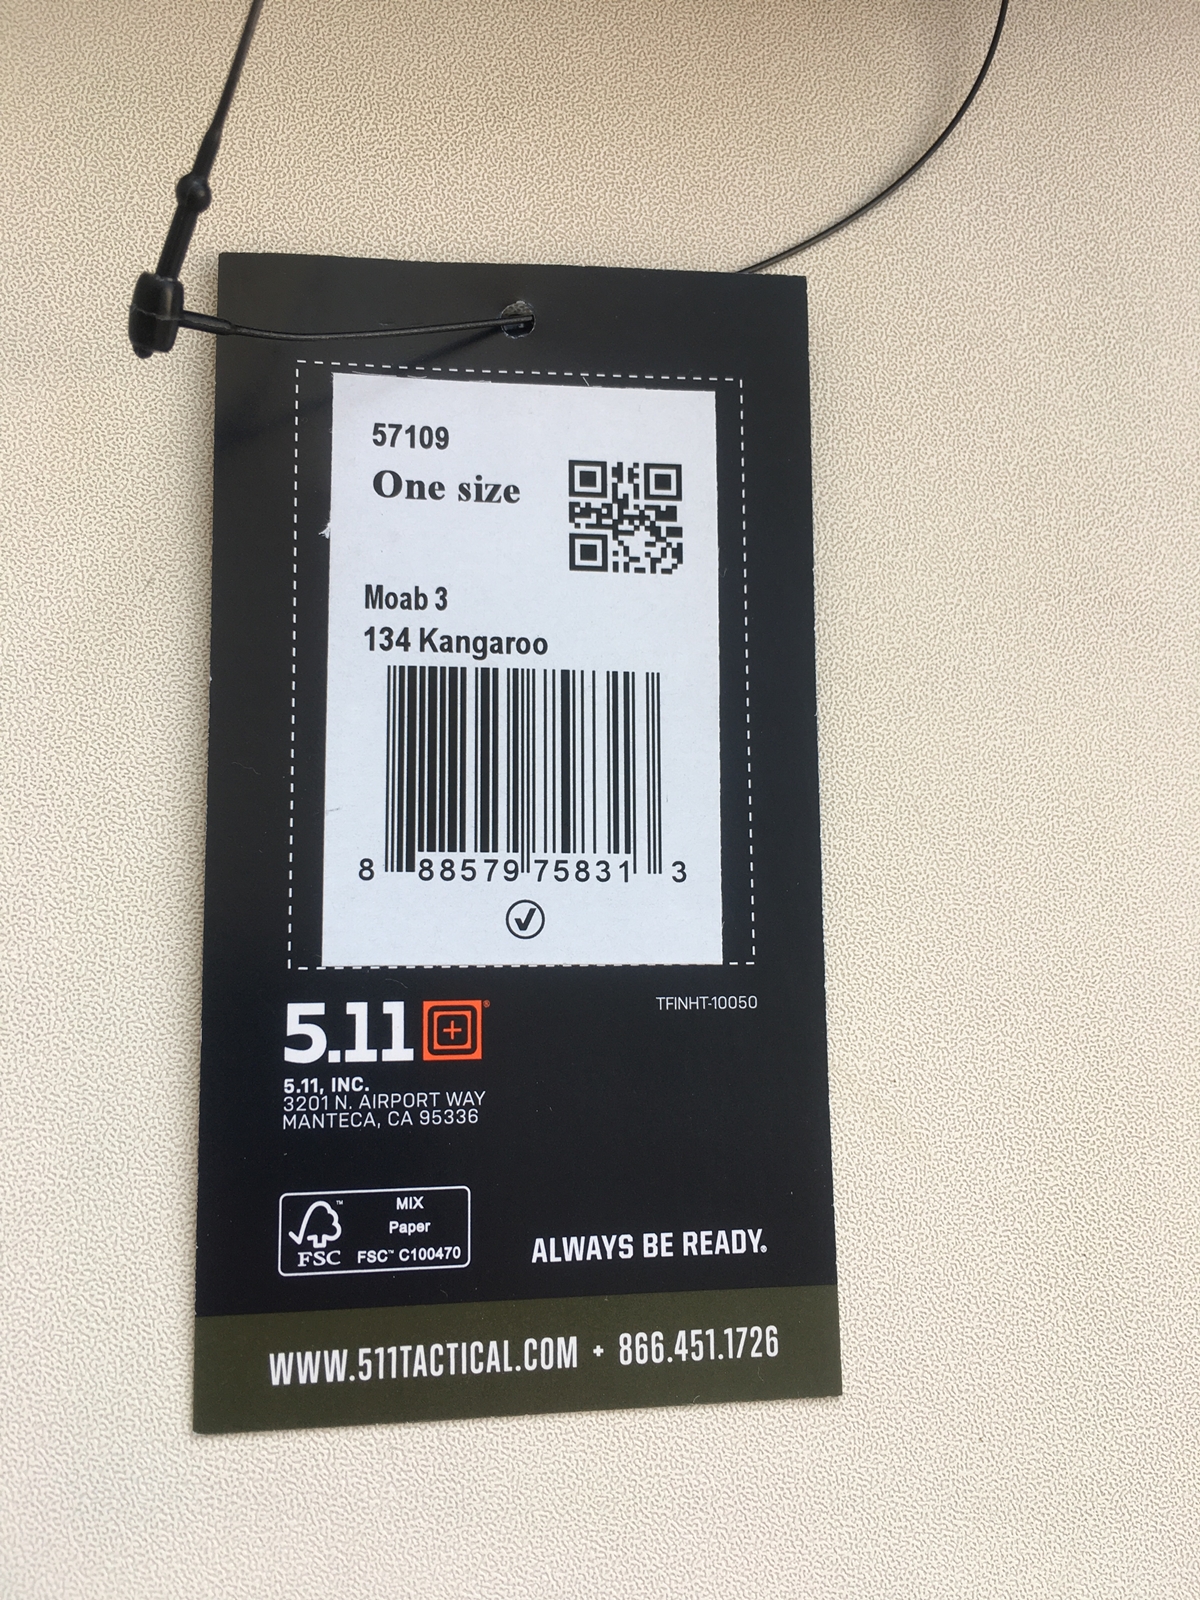 57109
One size
Moab 3
134 Kangaroo
8 88579 75831 3
5.11®
TFINHT-10050
5.11, INC.
3201 N. AIRPORT WAY
MANTECA, CA 95336
FSC™
MIX
Paper
FSC™ C100470
ALWAYS BE READY.®
WWW.511TACTICAL.COM + 866.451.1726